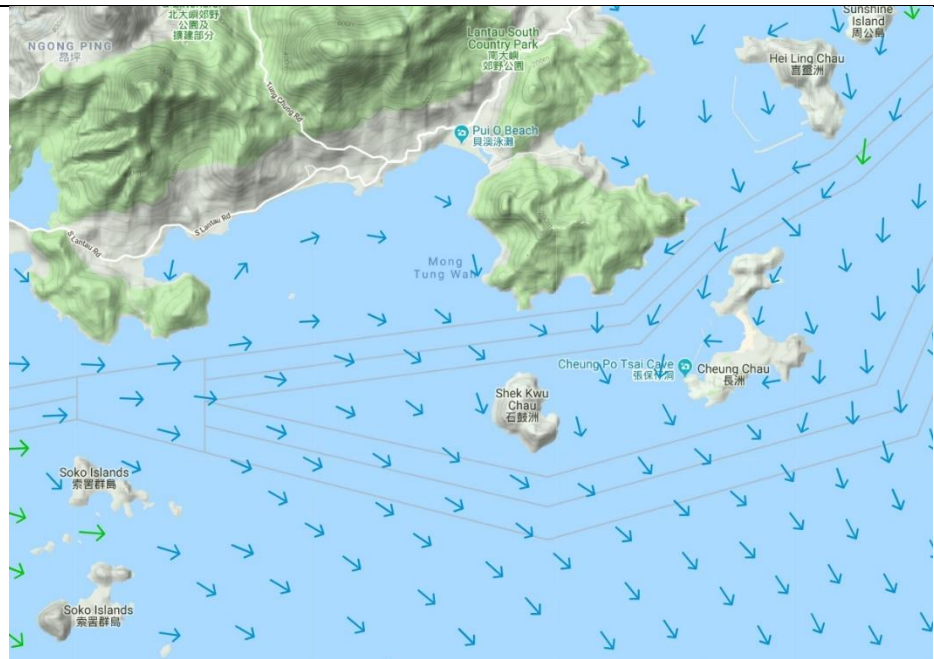 北大嶼郊野
公園及
擴建部分
NGONG PING
昂坪
Lantau South
Country Park
南大嶼
郊野公園
Sunshine
Island
周公島
Hei Ling Chau
喜靈洲
Tung Chung Rd
Pui O Beach
貝澳泳灘
S Lantau Rd
S Lantau Rd
Mong
Tung Wan
Cheung Po Tsai Cave
張保仔洞
Cheung Chau
長洲
Shek Kwu
Chau
石鼓洲
Soko Islands
索罟群島
Soko Islands
索罟群島